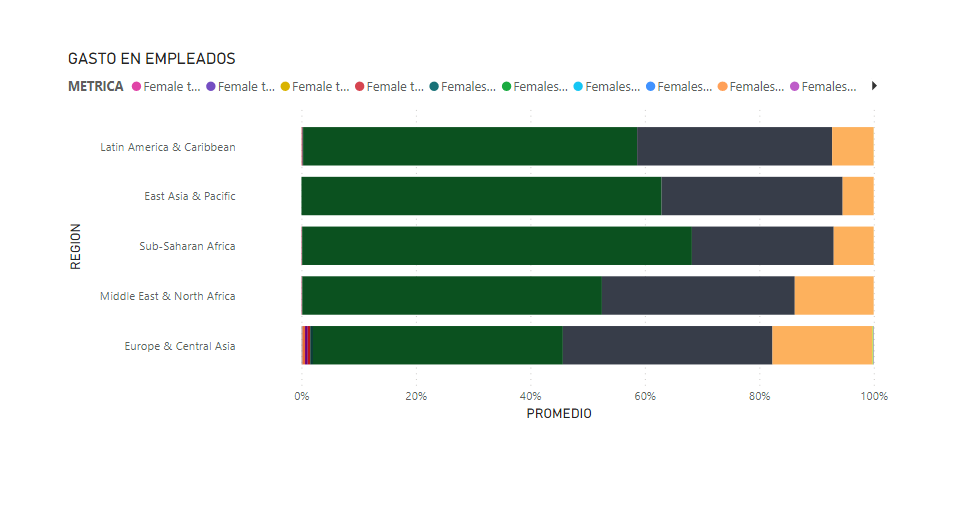 GASTO EN EMPLEADOS
METRICA Female t... Female t... Female t... Female t... Females... Females... Females... Females... Females... Females...
Latin America & Caribbean
East Asia & Pacific
Sub-Saharan Africa
Middle East & North Africa
Europe & Central Asia
REGION
0% 20% 40% 60% 80% 100%
PROMEDIO